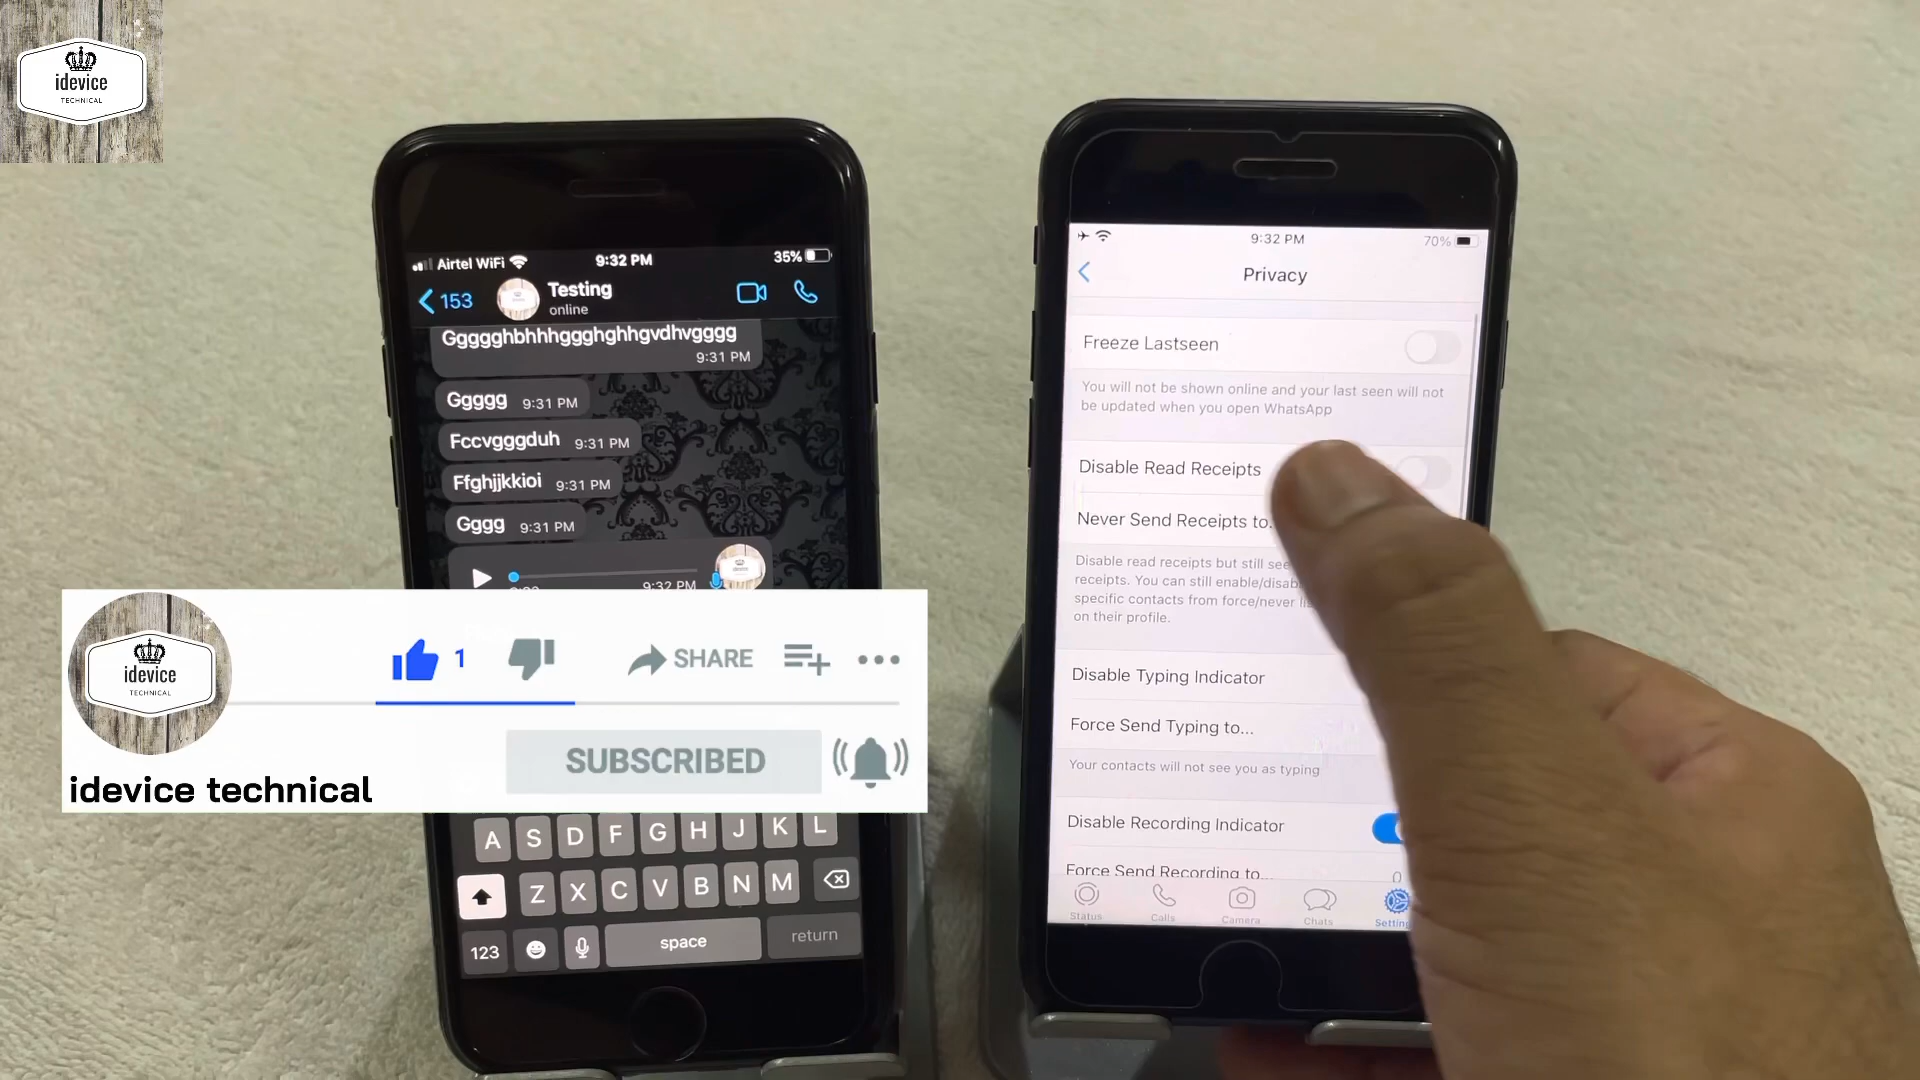 idevice
TECHNICAL
Airtel WiFi
9:32 PM
35%
153
Testing
online
Gggggghbhhhggghghhgvdhvgggg
9:31 PM
Ggggg 9:31 PM
Fccvgggduh 9:31 PM
Ffghjjkkioi 9:31 PM
Gggg 9:31 PM
9:32 PM
idevice
TECHNICAL
1
SHARE
SUBSCRIBED
idevice technical
A S D F G H J K L
Z X C V B N M
123
space
return
9:32 PM
70%
Privacy
Freeze Lastseen
You will not be shown online and your last seen will not
be updated when you open WhatsApp
Disable Read Receipts
Never Send Receipts to...
Disable read receipts but still see
receipts. You can still enable/disab
specific contacts from force/never lis
on their profile.
Disable Typing Indicator
Force Send Typing to...
Your contacts will not see you as typing
Disable Recording Indicator
Force Send Recording to...
0
Status
Calls
Camera
Chats
Settings